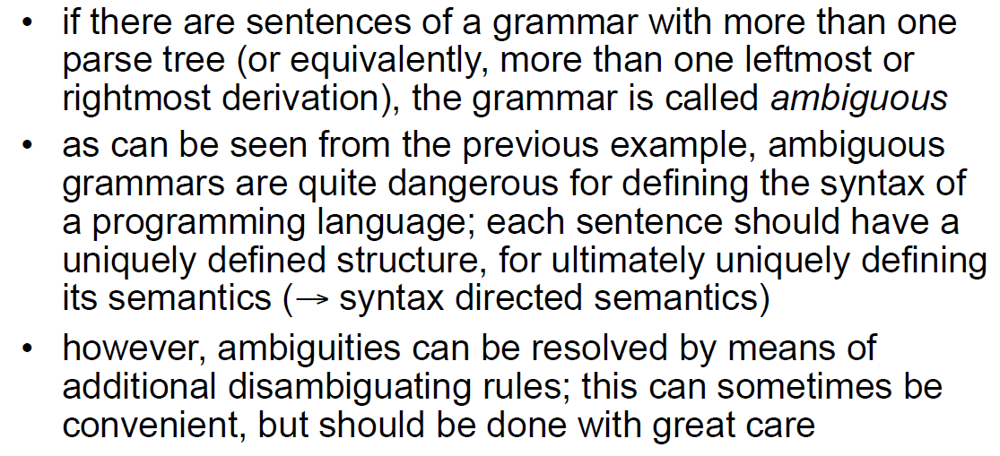 • if there are sentences of a grammar with more than one
parse tree (or equivalently, more than one leftmost or
rightmost derivation), the grammar is called ambiguous
• as can be seen from the previous example, ambiguous
grammars are quite dangerous for defining the syntax of
a programming language; each sentence should have a
uniquely defined structure, for ultimately uniquely defining
its semantics (→ syntax directed semantics)
• however, ambiguities can be resolved by means of
additional disambiguating rules; this can sometimes be
convenient, but should be done with great care